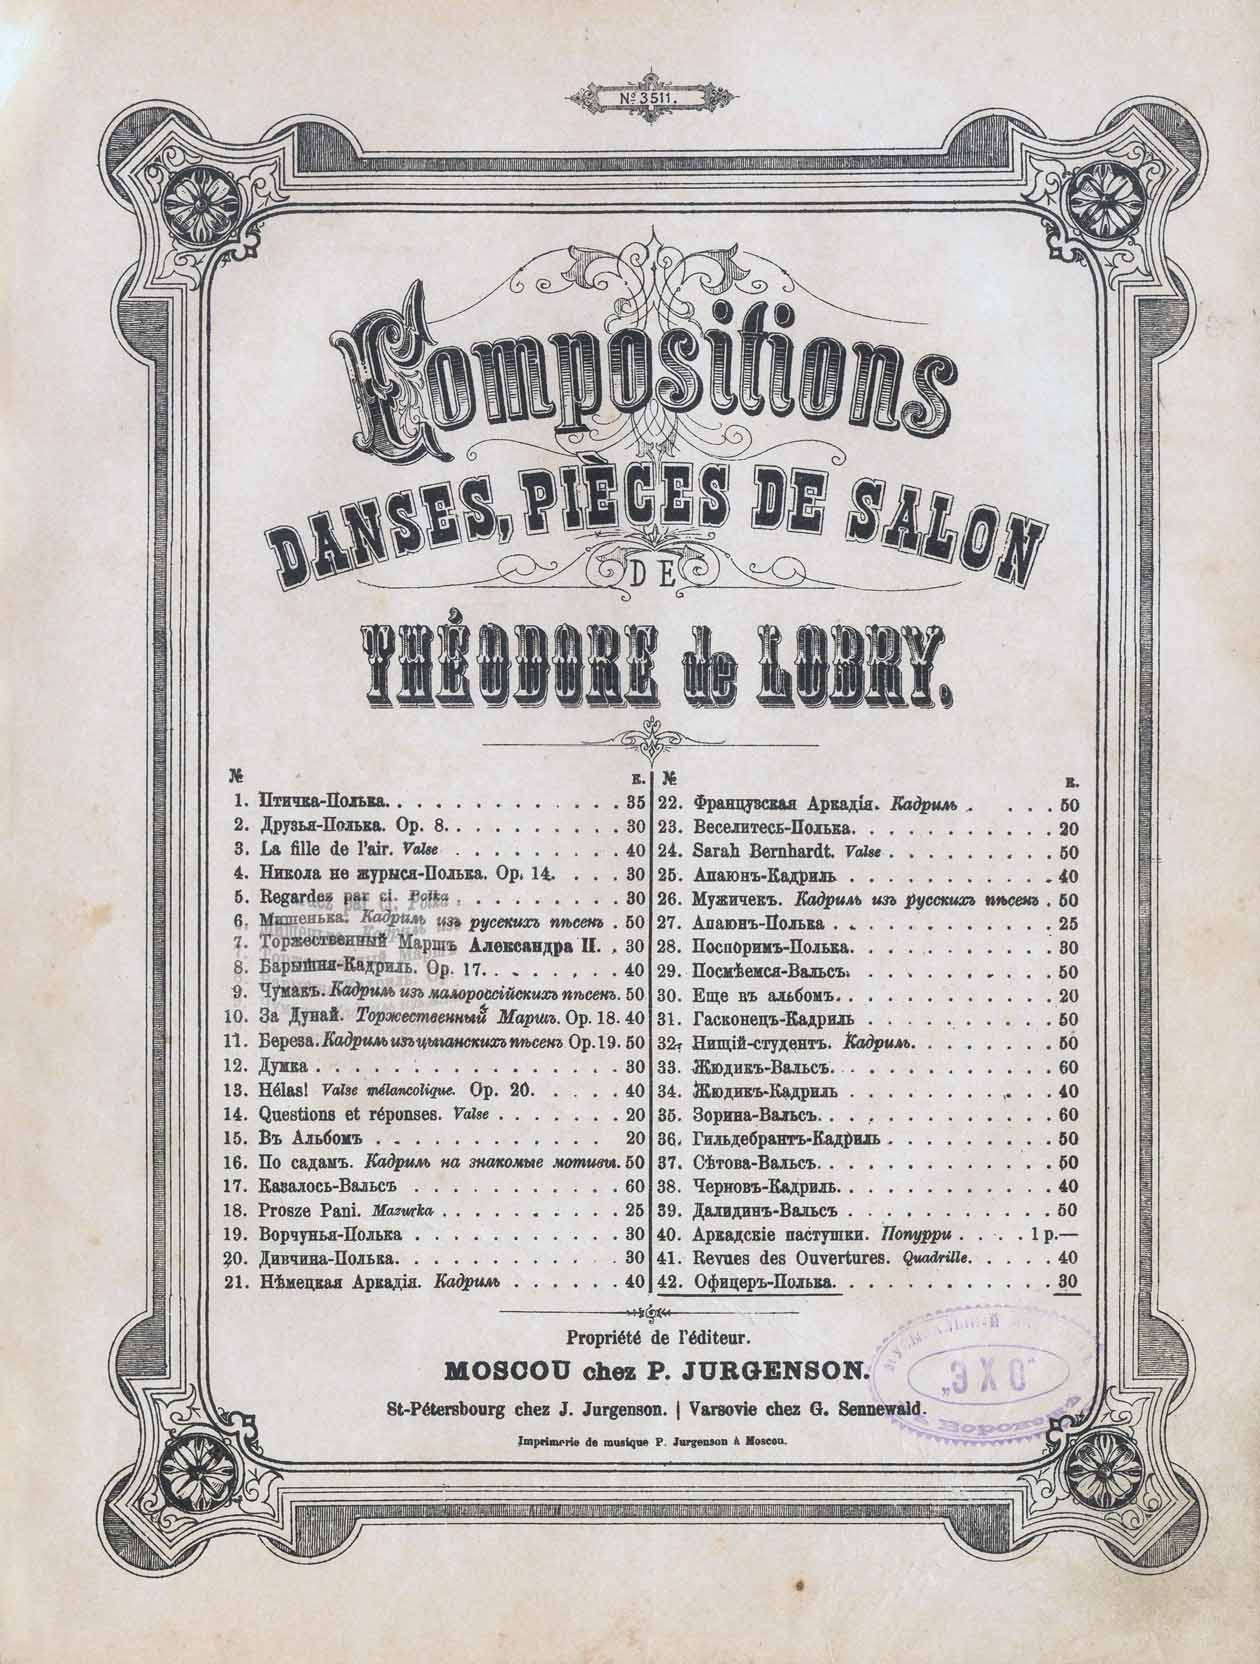 № 3511.
Compositions
DANSES, PIÈCES DE SALON
DE
THÉODORE de LOBRY.
№ к.
1. Птичка-Полька. 35
2. Друзья-Полька. Op. 8. 30
3. La fille de l'air. Valse 40
4. Никола не журыся-Полька. Op. 14. 30
5. Regardez par ci. Polka 30
6. Мишенька. Кадриль изъ русскихъ пѣсенъ 50
7. Торжественный Маршъ Александра II. 30
8. Барышня-Кадриль. Op. 17. 40
9. Чумакъ. Кадриль изъ малороссійскихъ пѣсенъ. 50
10. За Дунай. Торжественный Маршъ. Op. 18. 40
11. Береза. Кадриль изъ цыганскихъ пѣсенъ Op. 19. 50
12. Думка 30
13. Hélas! Valse mélancolique. Op. 20. 40
14. Questions et réponses. Valse 20
15. Въ Альбомъ 20
16. По садамъ. Кадриль на знакомые мотивы. 50
17. Казалось-Вальсъ 60
18. Prosze Pani. Mazurka 25
19. Ворчунья-Полька 30
20. Дивчина-Полька. 30
21. Нѣмецкая Аркадія. Кадриль 40
№ к.
22. Французская Аркадія. Кадриль 50
23. Веселитесь-Полька. 20
24. Sarah Bernhardt. Valse 50
25. Апаюнъ-Кадриль 40
26. Мужичекъ. Кадриль изъ русскихъ пѣсенъ 50
27. Апаюнъ-Полька 25
28. Поспоримъ-Полька. 30
29. Посмѣемся-Вальсъ. 50
30. Еще въ альбомъ. 20
31. Гасконецъ-Кадриль 50
32. Нищій-студентъ. Кадриль. 50
33. Жюдикъ-Вальсъ. 60
34. Жюдикъ-Кадриль 40
35. Зорина-Вальсъ. 60
36. Гильдебрантъ-Кадриль 50
37. Сѣтова-Вальсъ. 50
38. Черновъ-Кадриль. 40
39. Далидинъ-Вальсъ 50
40. Аркадскіе пастушки. Попурри 1 р.—
41. Revues des Ouvertures. Quadrille. 40
42. Офицеръ-Полька. 30
Propriété de l'éditeur.
MOSCOU chez P. JURGENSON.
St-Pétersbourg chez J. Jurgenson. | Varsovie chez G. Sennewald.
Imprimerie de musique P. Jurgenson à Moscou.
„ЭХО"